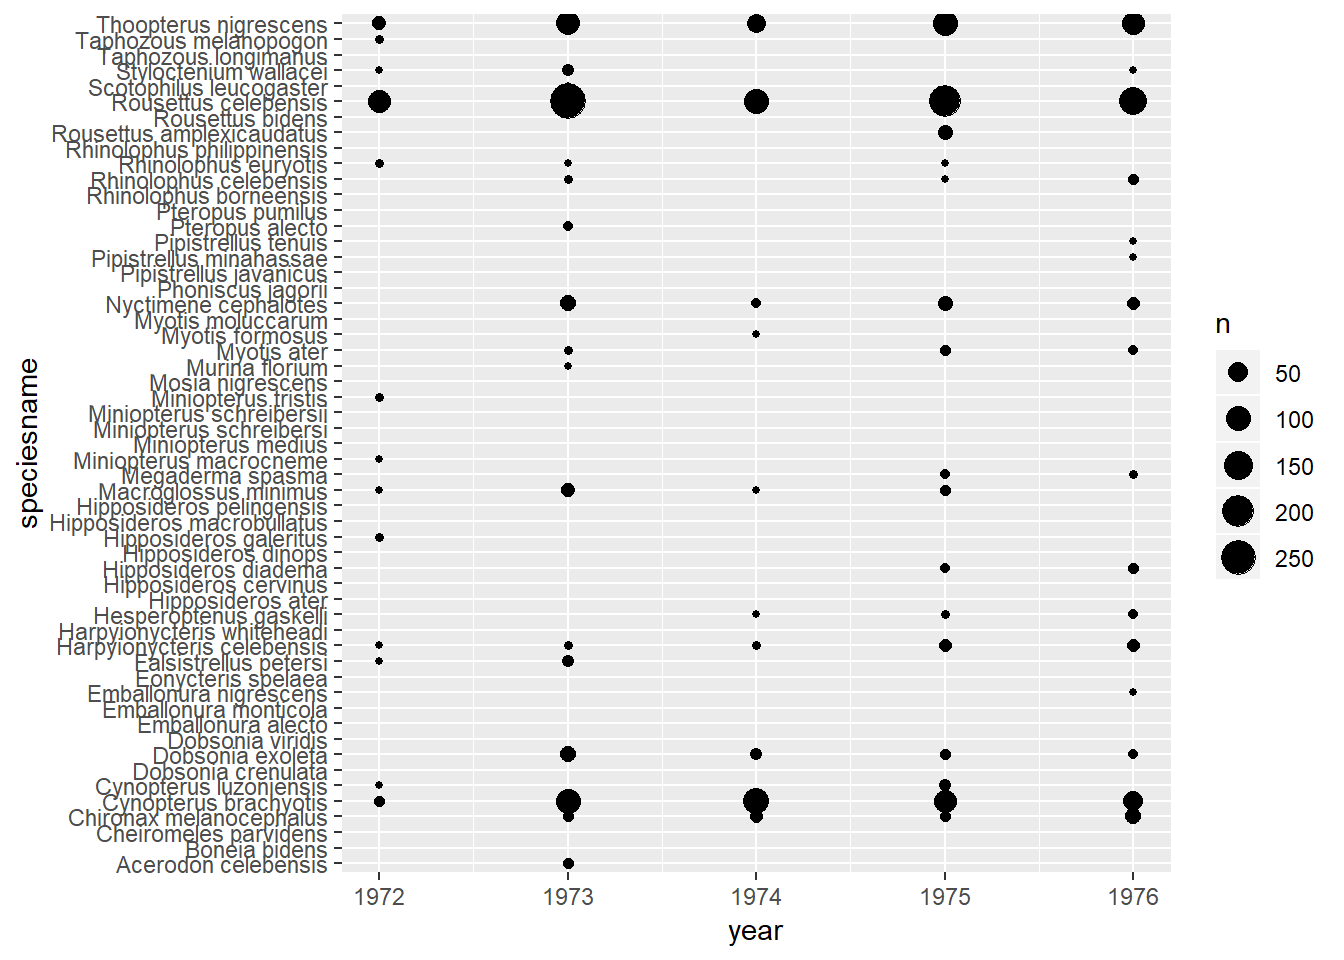 Thoopterus nigrescens
Taphozous melanopogon
Taphozous longimanus
Styloctenium wallacei
Scotophilus leucogaster
Rousettus celebensis
Rousettus bidens
Rousettus amplexicaudatus
Rhinolophus philippinensis
Rhinolophus euryotis
Rhinolophus celebensis
Rhinolophus borneensis
Pteropus pumilus
Pteropus alecto
Pipistrellus tenuis
Pipistrellus minahassae
Pipistrellus javanicus
Phoniscus jagorii
Nyctimene cephalotes
Myotis moluccarum
Myotis formosus
Myotis ater
Murina florium
Mosia nigrescens
Miniopterus tristis
Miniopterus schreibersii
Miniopterus schreibersi
Miniopterus medius
Miniopterus macrocneme
Megaderma spasma
Macroglossus minimus
Hipposideros pelingensis
Hipposideros macrobullatus
Hipposideros galeritus
Hipposideros dinops
Hipposideros diadema
Hipposideros cervinus
Hipposideros ater
Hesperoptenus gaskelli
Harpyionycteris whiteheadi
Harpyionycteris celebensis
Falsistrellus petersi
Eonycteris spelaea
Emballonura nigrescens
Emballonura monticola
Emballonura alecto
Dobsonia viridis
Dobsonia exoleta
Dobsonia crenulata
Cynopterus luzoniensis
Cynopterus brachyotis
Chironax melanocephalus
Cheiromeles parvidens
Boneia bidens
Acerodon celebensis
speciesname
1972 1973 1974 1975 1976
year
n
50
100
150
200
250